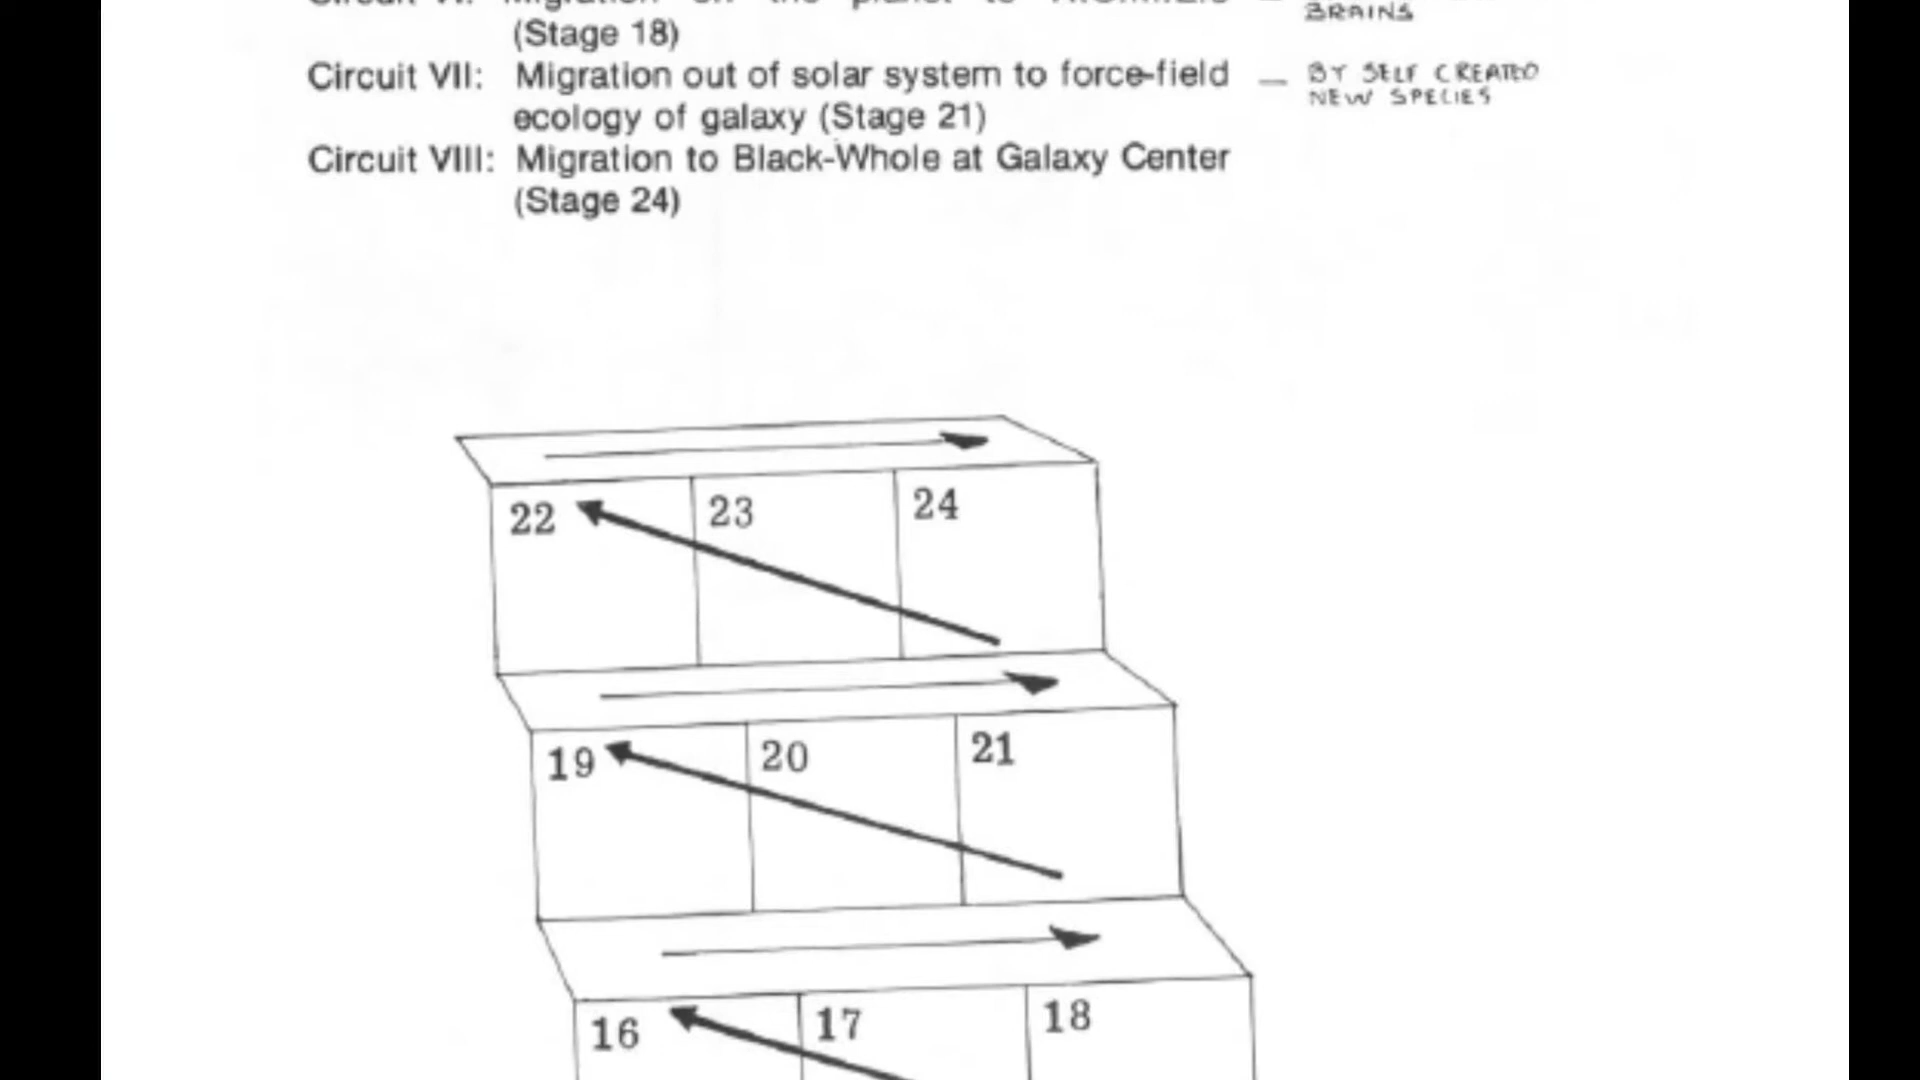 (Stage 18)
BRAINS
Circuit VII: Migration out of solar system to force-field
ecology of galaxy (Stage 21)
— BY SELF CREATED
NEW SPECIES
Circuit VIII: Migration to Black-Whole at Galaxy Center
(Stage 24)
22 23 24
19 20 21
16 17 18